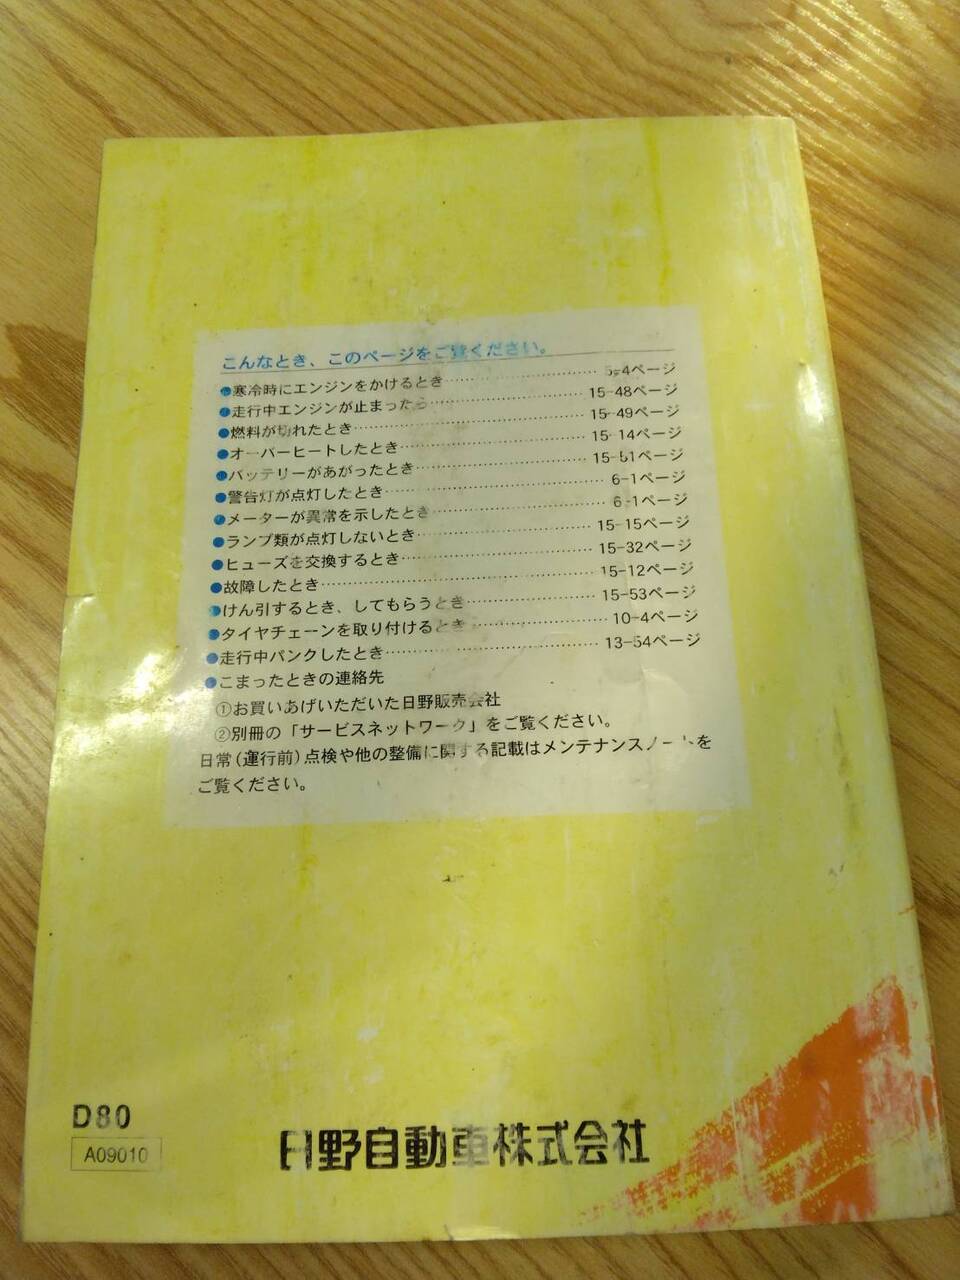 こんなとき、このページをご覧ください。
●寒冷時にエンジンをかけるとき…………5-4ページ
●走行中エンジンが止まったら…………15-48ページ
●燃料が切れたとき…………15-49ページ
●オーバーヒートしたとき…………15-14ページ
●バッテリーがあがったとき…………15-51ページ
●警告灯が点灯したとき…………6-1ページ
●メーターが異常を示したとき…………6-1ページ
●ランプ類が点灯しないとき…………15-15ページ
●ヒューズを交換するとき…………15-32ページ
●故障したとき…………15-12ページ
●けん引するとき、してもらうとき…………15-53ページ
●タイヤチェーンを取り付けるとき…………10-4ページ
●走行中パンクしたとき…………13-54ページ
●こまったときの連絡先
①お買いあげいただいた日野販売会社
②別冊の「サービスネットワーク」をご覧ください。
日常(運行前)点検や他の整備に関する記載はメンテナンスノートを
ご覧ください。
D80
A09010
日野自動車株式会社